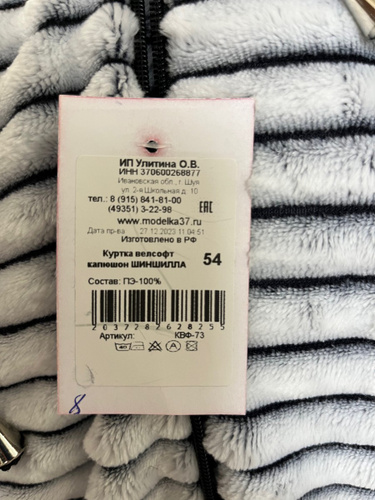 ИП Улитина О.В.
ИНН 370600268877
Ивановская обл., г. Шуя
ул. 2-я Школьная д. 10
тел.: 8 (915) 841-81-00
(49351) 3-22-98
EAC
www.modelka37.ru
Дата пр-ва 27.12.2023 11:04:51
Изготовлено в РФ
Куртка велсофт
капюшон ШИНШИЛЛА
54
Состав: ПЭ-100%
2037282628255
Артикул: КВФ-73
8